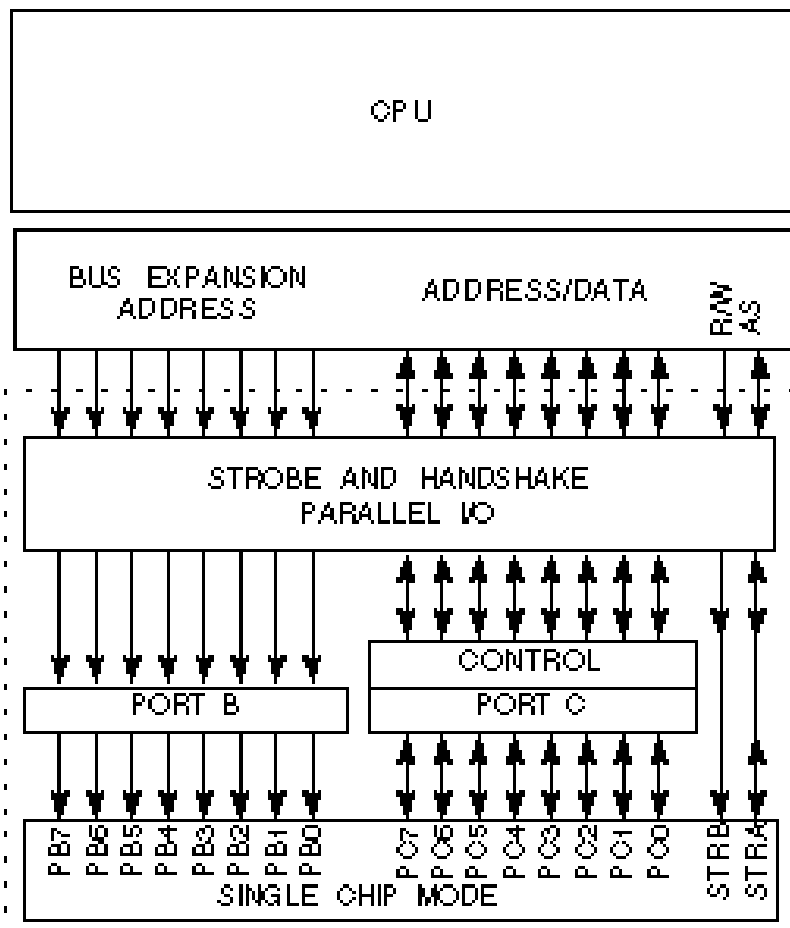 CPU
BUS EXPANSION
ADDRESS
ADDRESS/DATA
R/W
AS
STROBE AND HANDSHAKE
PARALLEL I/O
CONTROL
PORT B
PORT C
PB7
PB6
PB5
PB4
PB3
PB2
PB1
PB0
PC7
PC6
PC5
PC4
PC3
PC2
PC1
PC0
STRB
STRA
SINGLE CHIP MODE